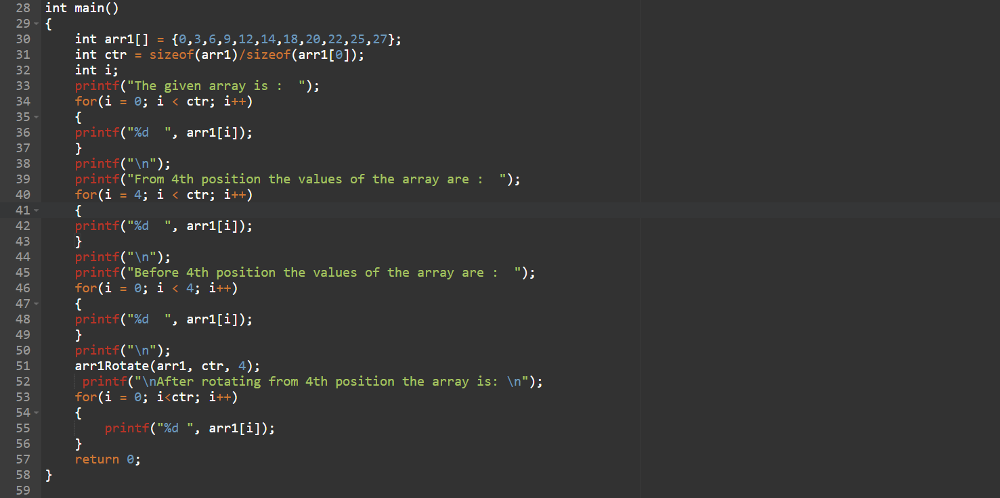 28 int main()
29 {
30     int arr1[] = {0,3,6,9,12,14,18,20,22,25,27};
31     int ctr = sizeof(arr1)/sizeof(arr1[0]);
32     int i;
33     printf("The given array is :  ");
34     for(i = 0; i < ctr; i++)
35     {
36     printf("%d  ", arr1[i]);
37     }
38     printf("\n");
39     printf("From 4th position the values of the array are :  ");
40     for(i = 4; i < ctr; i++)
41     {
42     printf("%d  ", arr1[i]);
43     }
44     printf("\n");
45     printf("Before 4th position the values of the array are :  ");
46     for(i = 0; i < 4; i++)
47     {
48     printf("%d  ", arr1[i]);
49     }
50     printf("\n");
51     arr1Rotate(arr1, ctr, 4);
52      printf("\nAfter rotating from 4th position the array is: \n");
53     for(i = 0; i<ctr; i++)
54     {
55         printf("%d ", arr1[i]);
56     }
57     return 0;
58 }
59